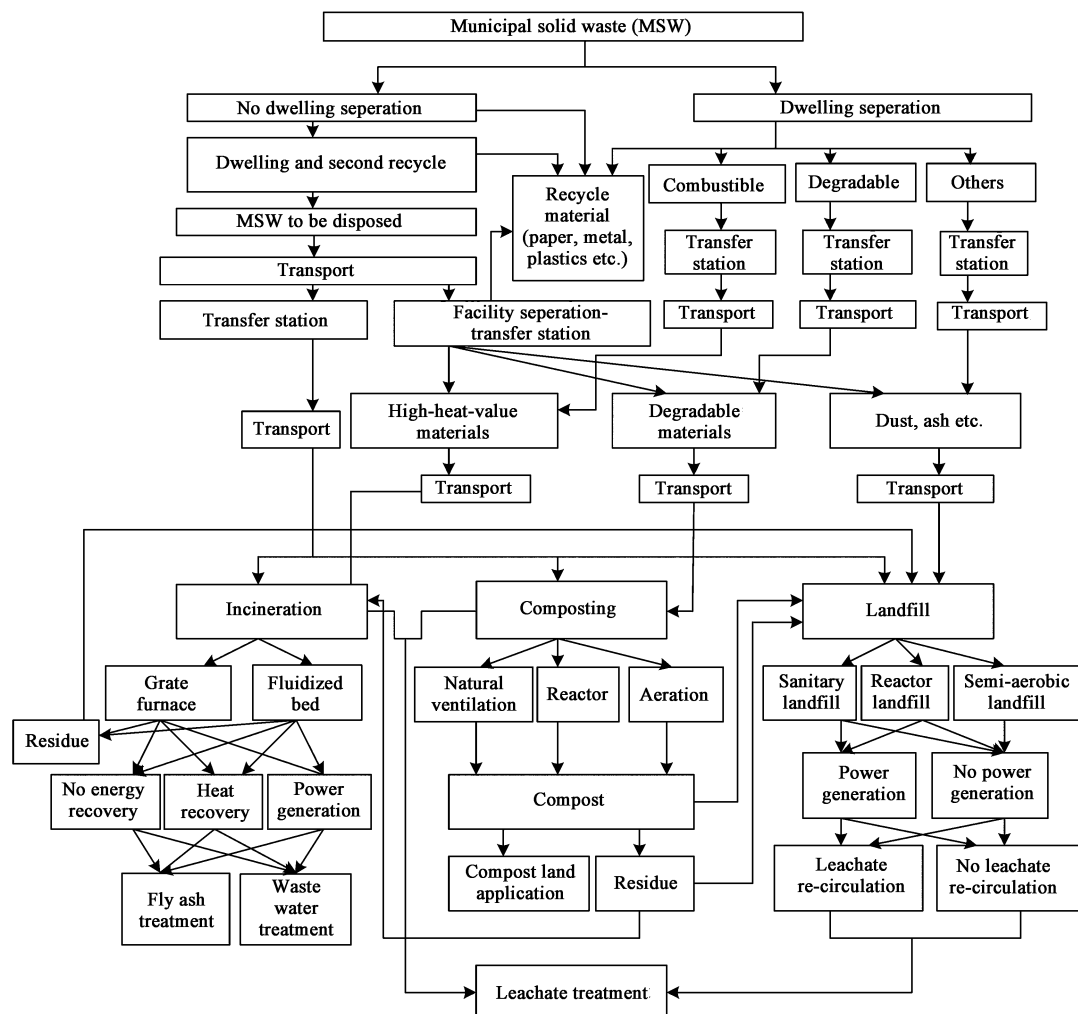 Municipal solid waste (MSW)
No dwelling seperation
Dwelling seperation
Dwelling and second recycle
Recycle
material
(paper, metal,
plastics etc.)
Combustible
Degradable
Others
MSW to be disposed
Transfer
station
Transfer
station
Transfer
station
Transport
Transfer station
Facility seperation-
transfer station
Transport
Transport
Transport
Transport
High-heat-value
materials
Degradable
materials
Dust, ash etc.
Transport
Transport
Transport
Incineration
Composting
Landfill
Grate
furnace
Fluidized
bed
Natural
ventilation
Reactor
Aeration
Sanitary
landfill
Reactor
landfill
Semi-aerobic
landfill
Residue
No energy
recovery
Heat
recovery
Power
generation
Compost
Power
generation
No power
generation
Fly ash
treatment
Waste
water
treatment
Compost land
application
Residue
Leachate
re-circulation
No leachate
re-circulation
Leachate treatment